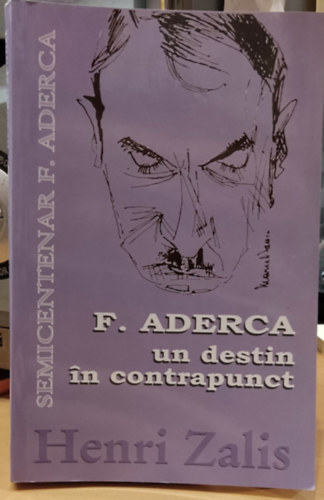 SEMICENTENAR F. ADERCA
F. ADERCA
un destin
în contrapunct
Henri Zalis